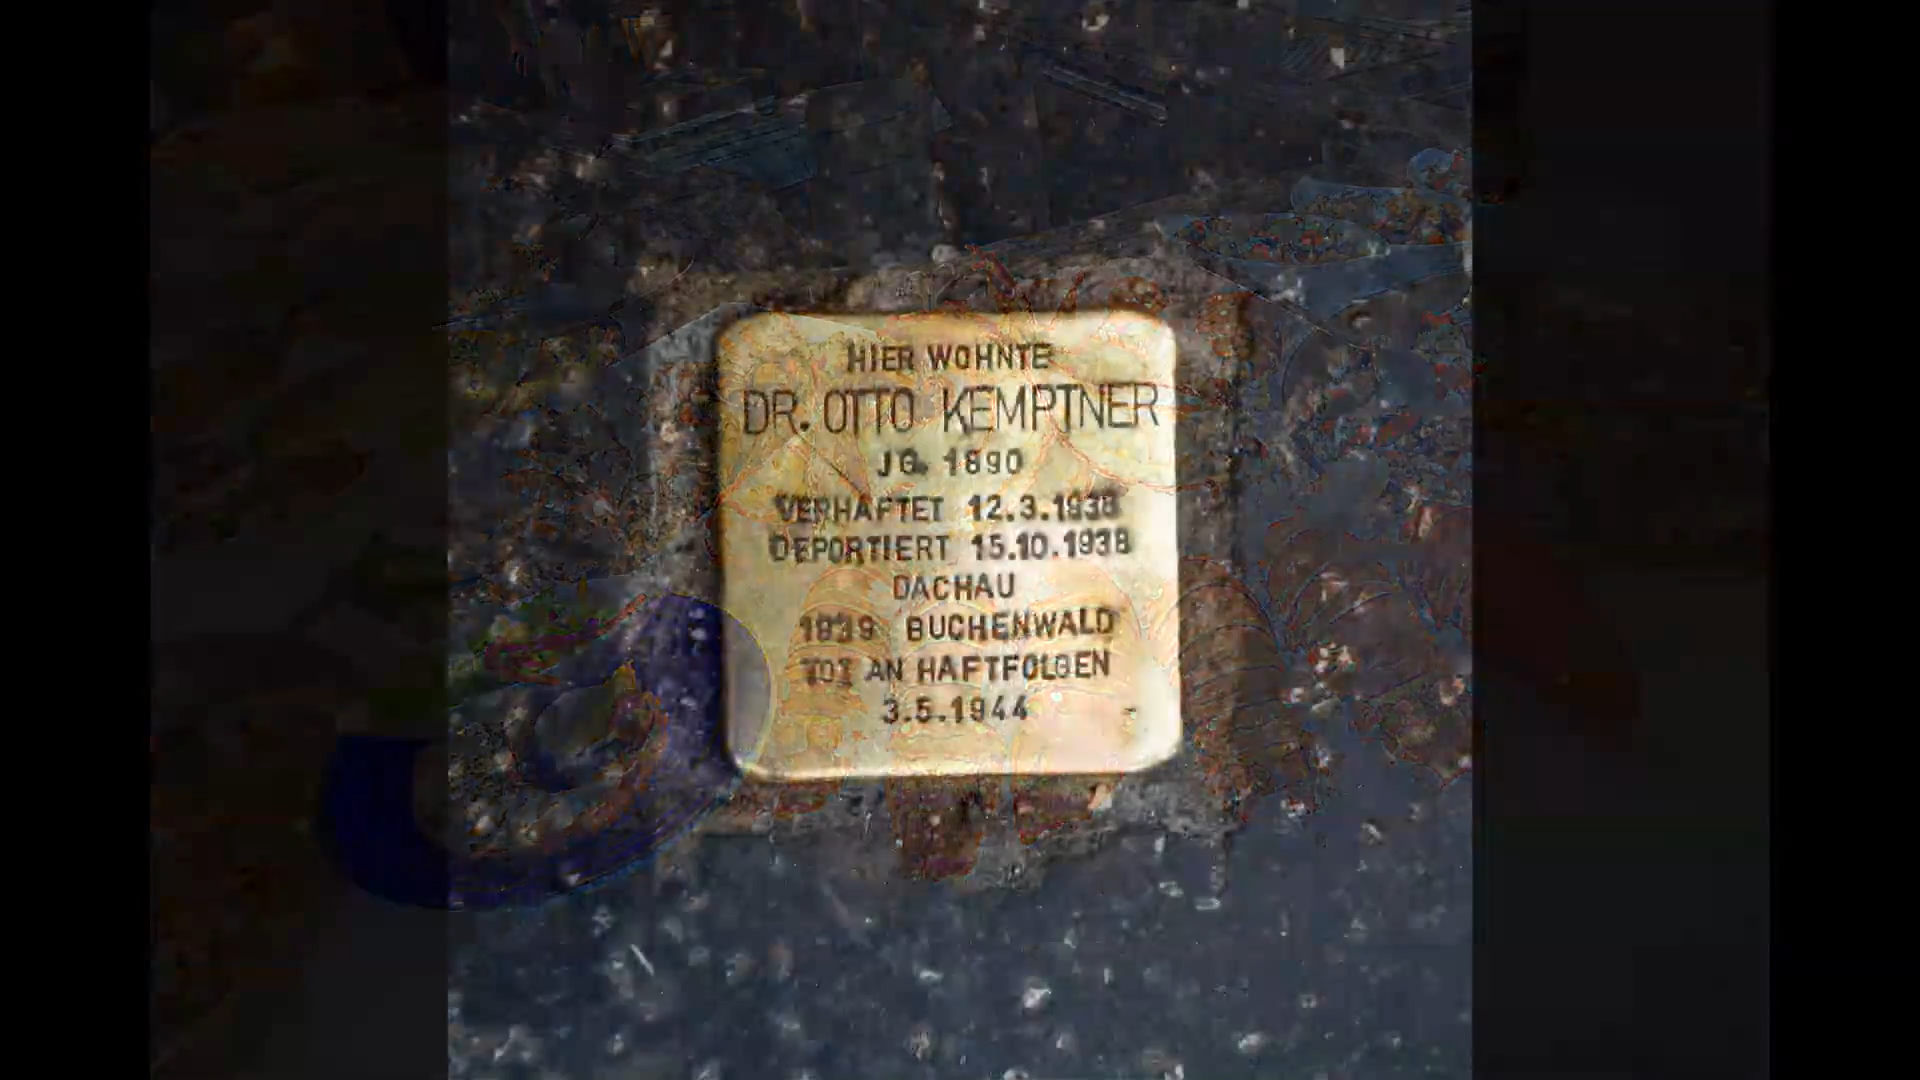 HIER WOHNTE
DR. OTTO KEMPTNER
JG. 1890
VERHAFTET 12.3.1938
DEPORTIERT 15.10.1938
DACHAU
1939 BUCHENWALD
TOT AN HAFTFOLGEN
3.5.1944